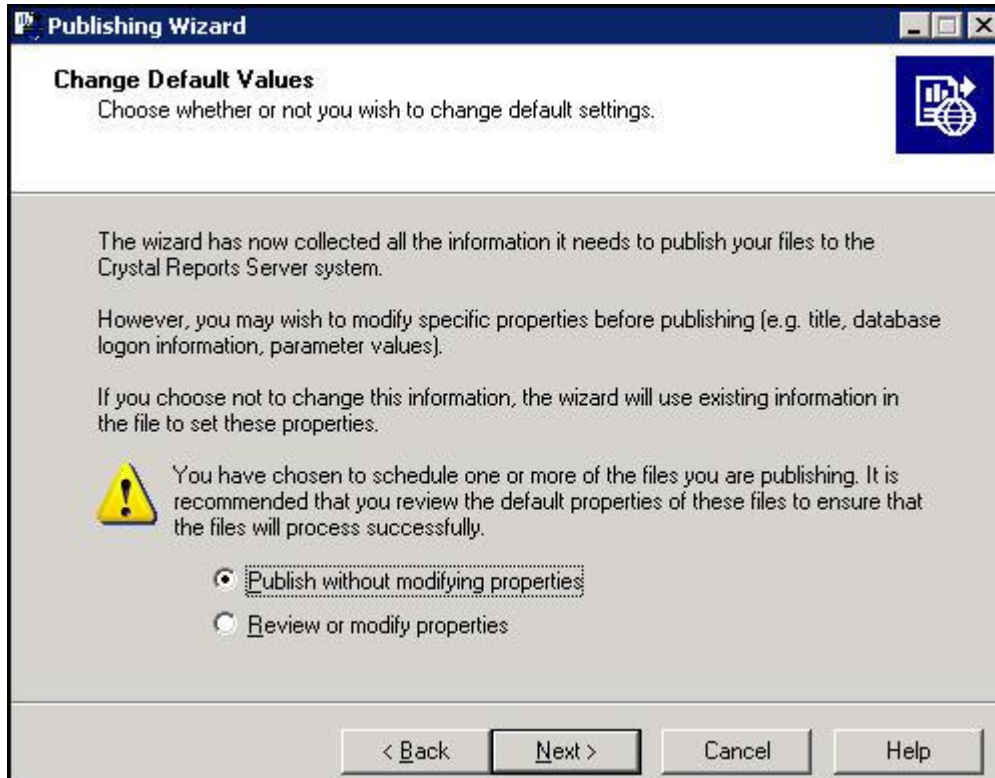 Publishing Wizard
Change Default Values
Choose whether or not you wish to change default settings.
The wizard has now collected all the information it needs to publish your files to the
Crystal Reports Server system.
However, you may wish to modify specific properties before publishing (e.g. title, database
logon information, parameter values).
If you choose not to change this information, the wizard will use existing information in
the file to set these properties.
You have chosen to schedule one or more of the files you are publishing. It is
recommended that you review the default properties of these files to ensure that
the files will process successfully.
Publish without modifying properties
Review or modify properties
< Back Next > Cancel Help